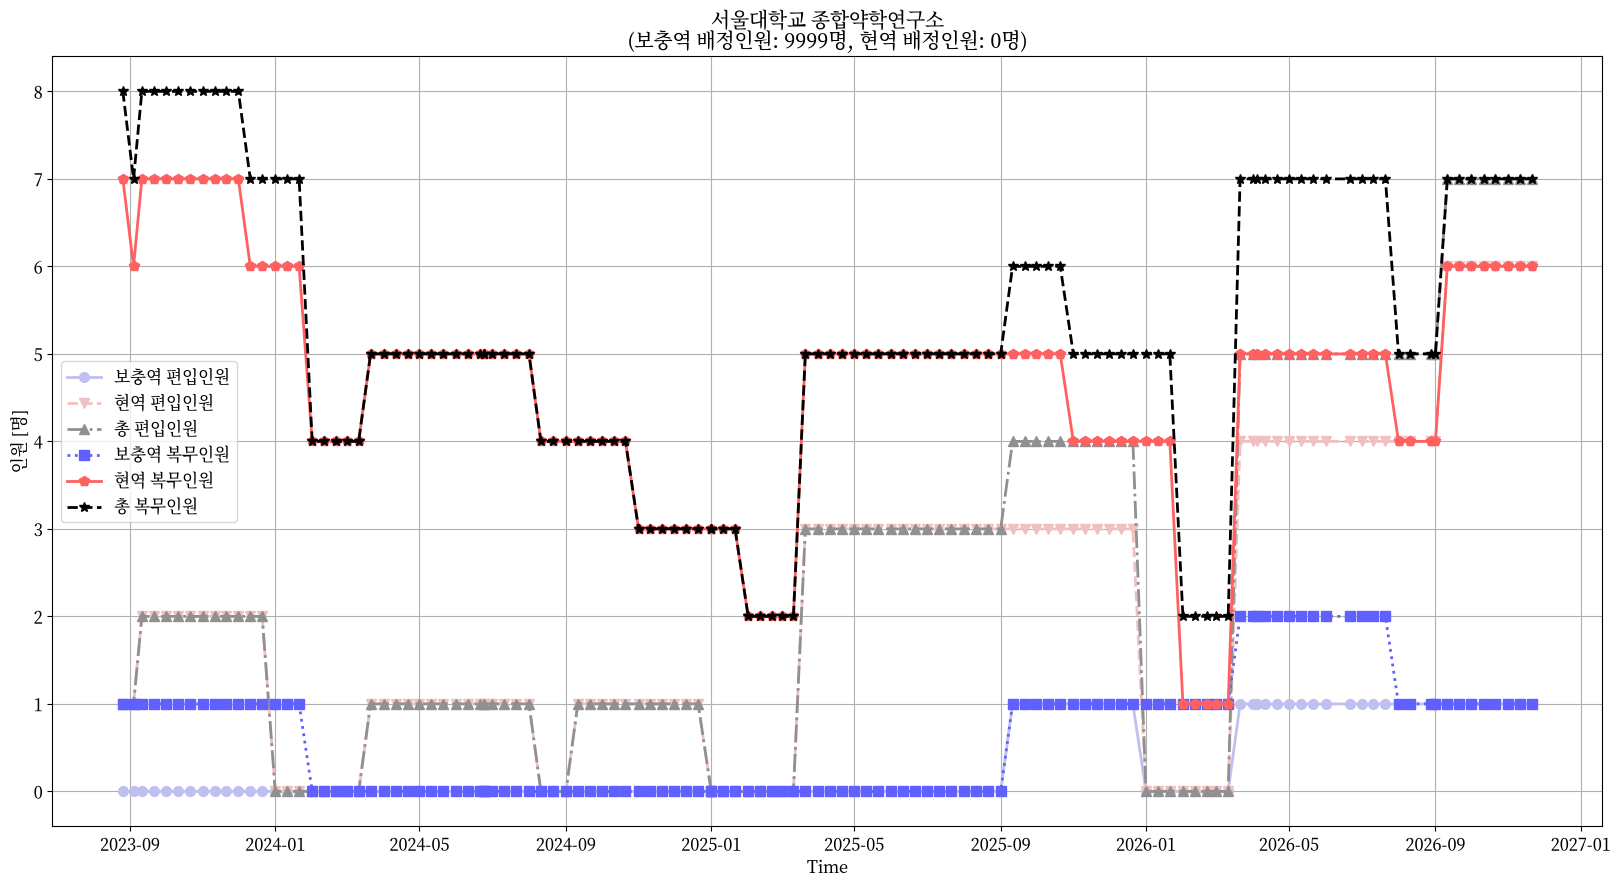 서울대학교 종합약학연구소
(보충역 배정인원: 9999명, 현역 배정인원: 0명)
8
7
6
5
4
3
2
1
0
인원 [명]
보충역 편입인원
현역 편입인원
총 편입인원
보충역 복무인원
현역 복무인원
총 복무인원
2023-09
2024-01
2024-05
2024-09
2025-01
2025-05
2025-09
2026-01
2026-05
2026-09
2027-01
Time